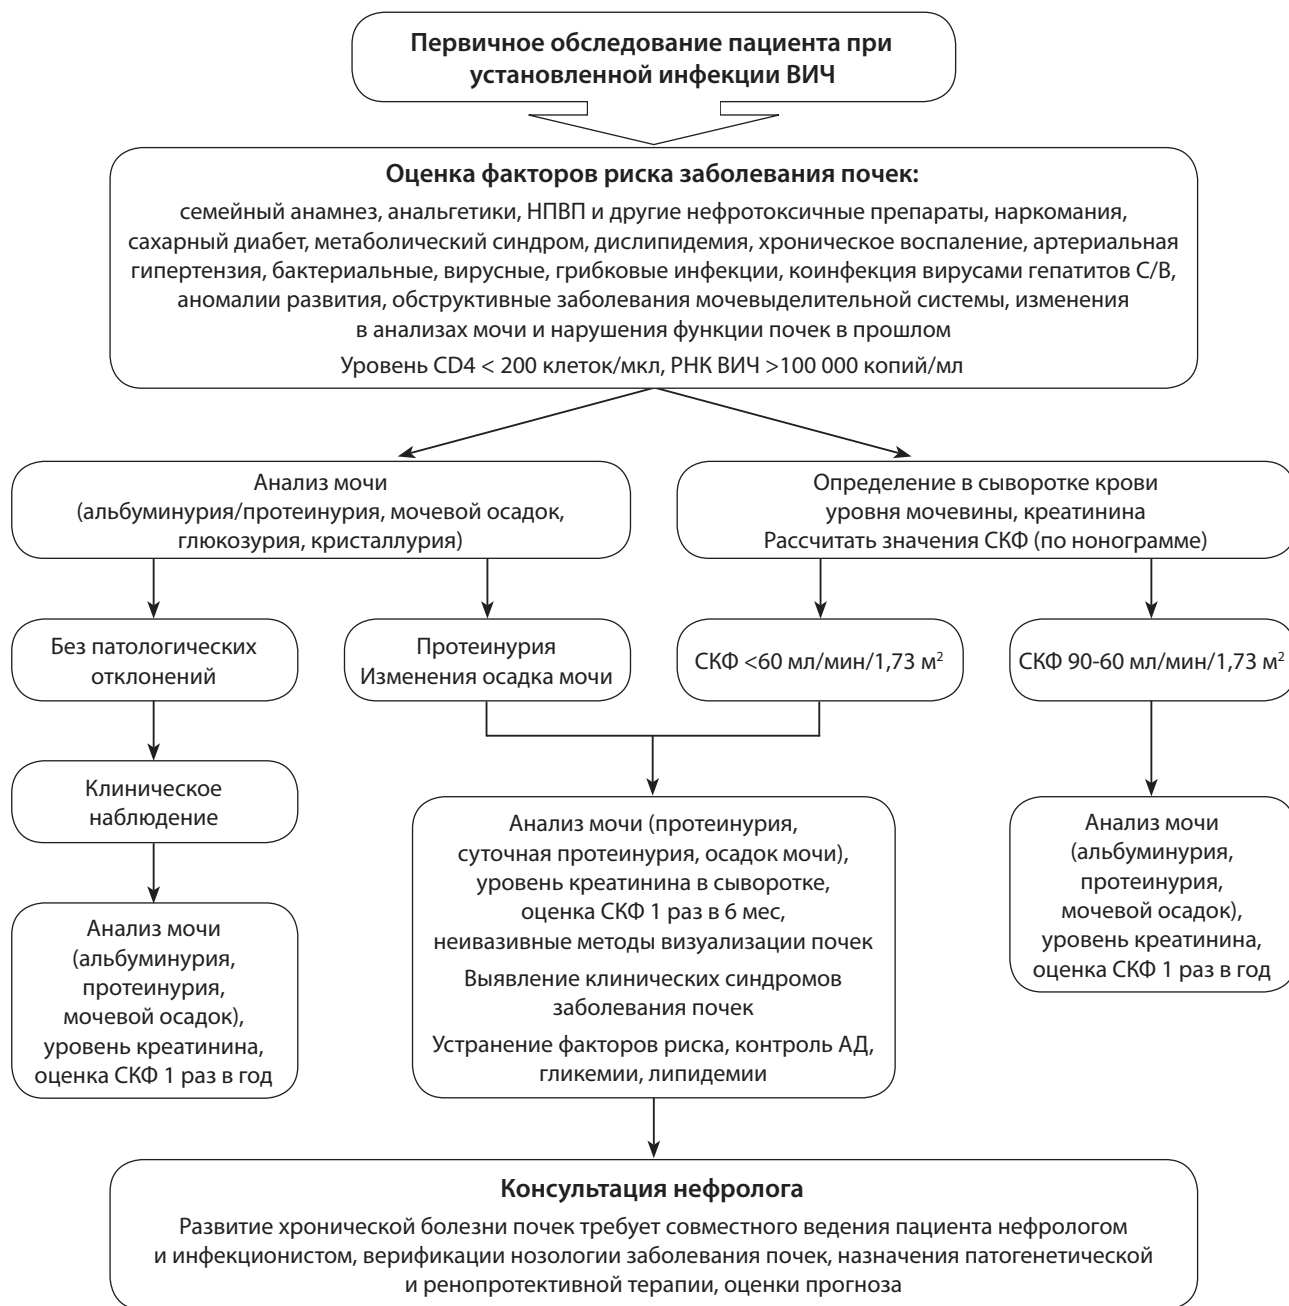 Первичное обследование пациента при
установленной инфекции ВИЧ
Оценка факторов риска заболевания почек:
семейный анамнез, анальгетики, НПВП и другие нефротоксичные препараты, наркомания,
сахарный диабет, метаболический синдром, дислипидемия, хроническое воспаление, артериальная
гипертензия, бактериальные, вирусные, грибковые инфекции, коинфекция вирусами гепатитов С/В,
аномалии развития, обструктивные заболевания мочевыделительной системы, изменения
в анализах мочи и нарушения функции почек в прошлом
Уровень CD4 < 200 клеток/мкл, РНК ВИЧ >100 000 копий/мл
Анализ мочи
(альбуминурия/протеинурия, мочевой осадок,
глюкозурия, кристаллурия)
Определение в сыворотке крови
уровня мочевины, креатинина
Рассчитать значения СКФ (по нонограмме)
Без патологических
отклонений
Протеинурия
Изменения осадка мочи
СКФ <60 мл/мин/1,73 м²
СКФ 90-60 мл/мин/1,73 м²
Клиническое
наблюдение
Анализ мочи
(альбуминурия,
протеинурия,
мочевой осадок),
уровень креатинина,
оценка СКФ 1 раз в год
Анализ мочи (протеинурия,
суточная протеинурия, осадок мочи),
уровень креатинина в сыворотке,
оценка СКФ 1 раз в 6 мес,
неивазивные методы визуализации почек
Выявление клинических синдромов
заболевания почек
Устранение факторов риска, контроль АД,
гликемии, липидемии
Анализ мочи
(альбуминурия,
протеинурия,
мочевой осадок),
уровень креатинина,
оценка СКФ 1 раз в год
Консультация нефролога
Развитие хронической болезни почек требует совместного ведения пациента нефрологом
и инфекционистом, верификации нозологии заболевания почек, назначения патогенетической
и ренопротективной терапии, оценки прогноза